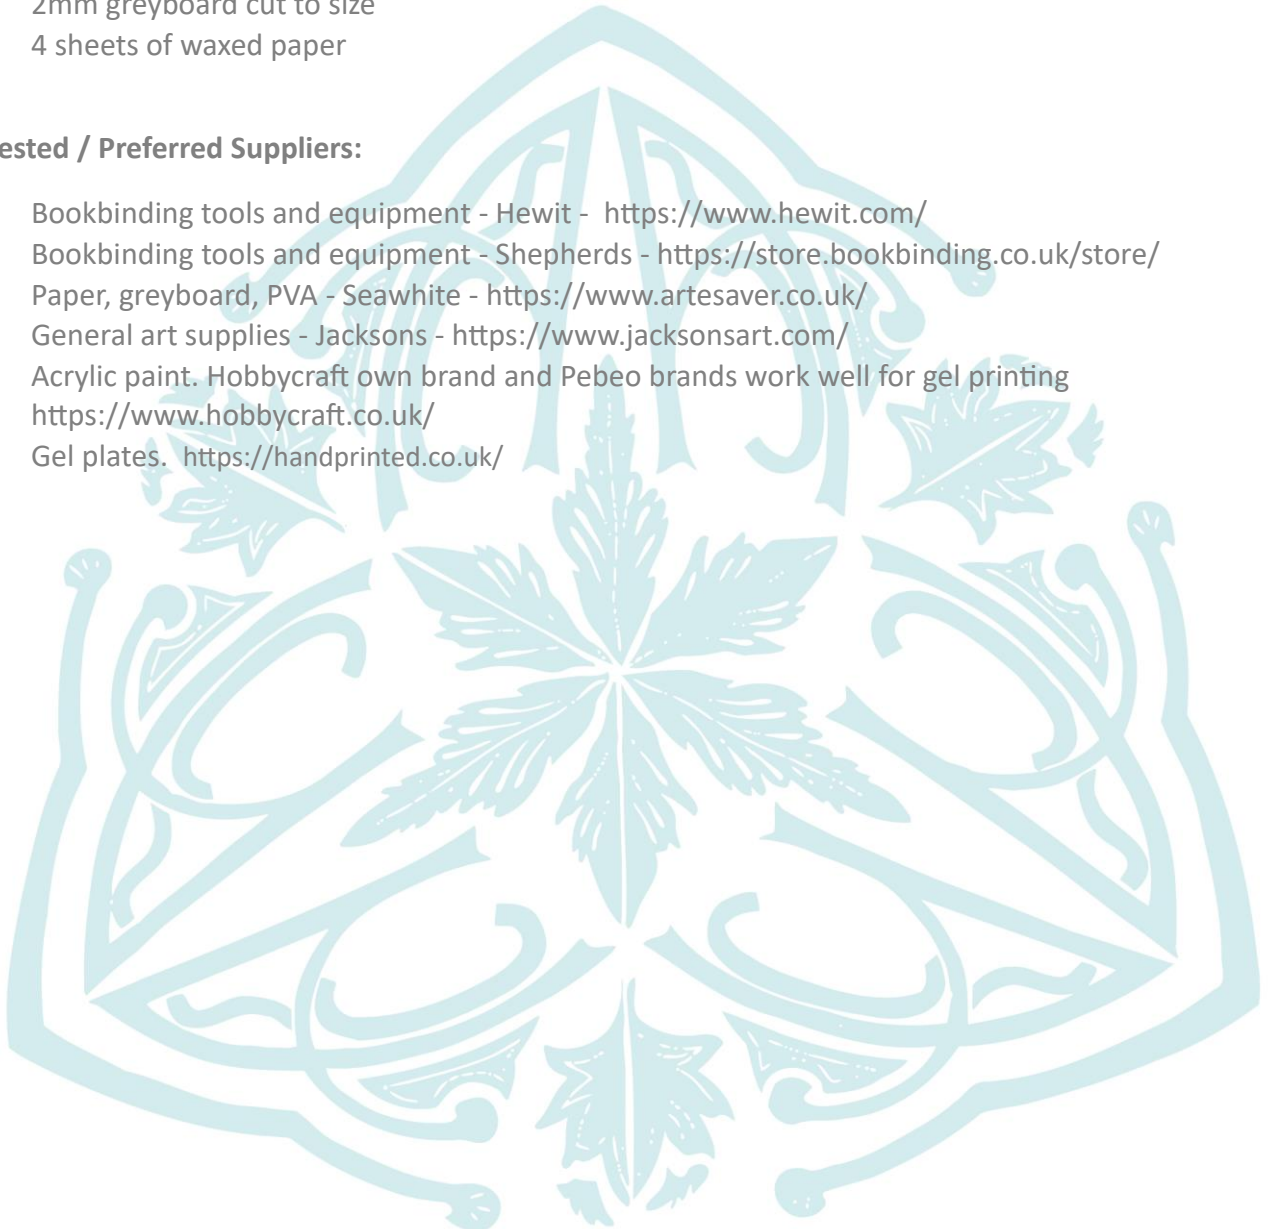 2mm greyboard cut to size
4 sheets of waxed paper
ested / Preferred Suppliers:
Bookbinding tools and equipment - Hewit -  https://www.hewit.com/
Bookbinding tools and equipment - Shepherds - https://store.bookbinding.co.uk/store/
Paper, greyboard, PVA - Seawhite - https://www.artesaver.co.uk/
General art supplies - Jacksons - https://www.jacksonsart.com/
Acrylic paint. Hobbycraft own brand and Pebeo brands work well for gel printing
https://www.hobbycraft.co.uk/
Gel plates.  https://handprinted.co.uk/